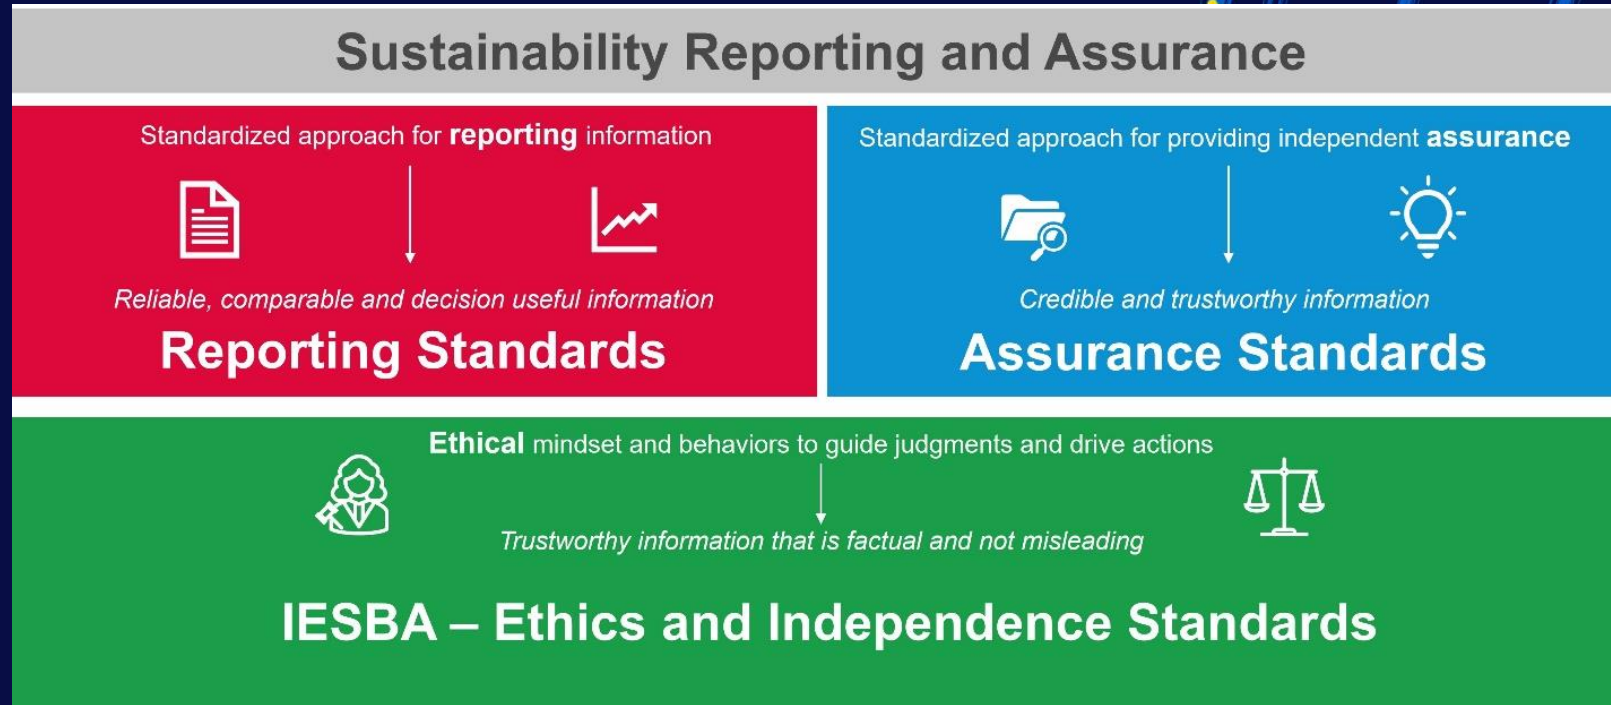 Sustainability Reporting and Assurance
Standardized approach for reporting information
Reliable, comparable and decision useful information
Reporting Standards
Standardized approach for providing independent assurance
Credible and trustworthy information
Assurance Standards
Ethical mindset and behaviors to guide judgments and drive actions
Trustworthy information that is factual and not misleading
IESBA – Ethics and Independence Standards